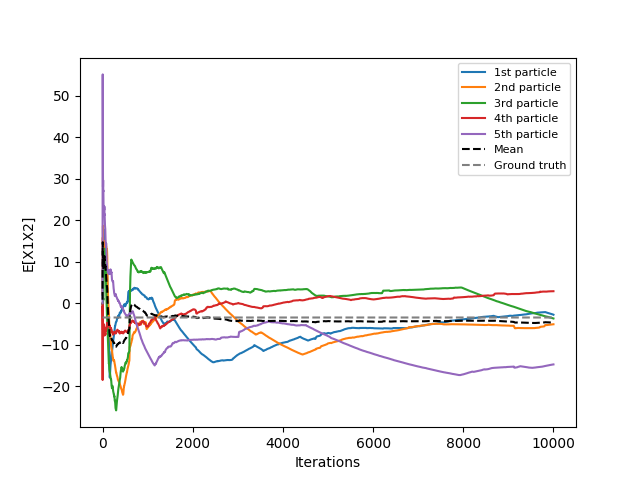 1st particle
2nd particle
3rd particle
4th particle
5th particle
Mean
Ground truth
E[X1X2]
50
40
30
20
10
0
−10
−20
0 2000 4000 6000 8000 10000
Iterations